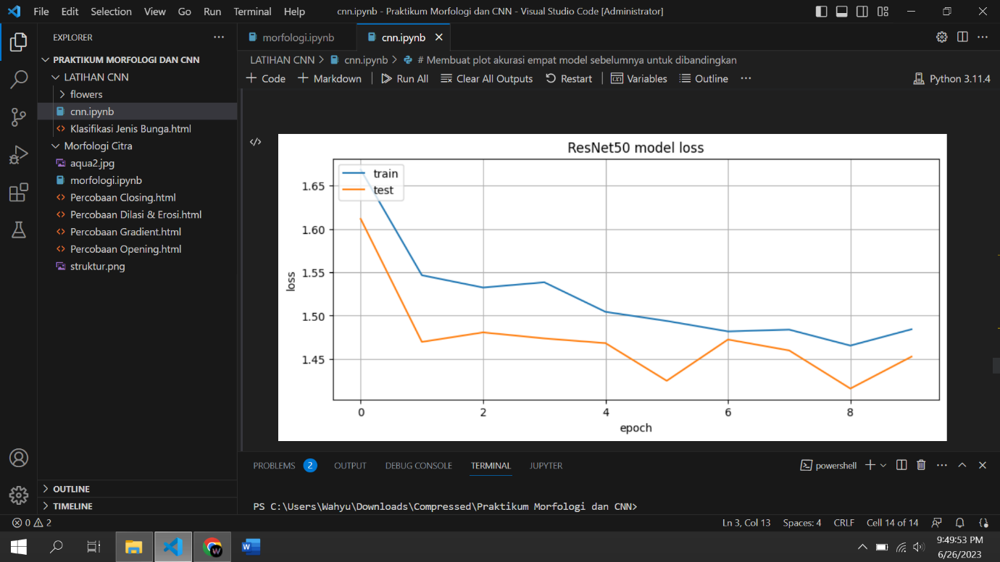 File Edit Selection View Go Run Terminal Help
cnn.ipynb - Praktikum Morfologi dan CNN - Visual Studio Code [Administrator]
EXPLORER
PRAKTIKUM MORFOLOGI DAN CNN
LATIHAN CNN
flowers
cnn.ipynb
Klasifikasi Jenis Bunga.html
Morfologi Citra
aqua2.jpg
morfologi.ipynb
Percobaan Closing.html
Percobaan Dilasi & Erosi.html
Percobaan Gradient.html
Percobaan Opening.html
struktur.png
OUTLINE
TIMELINE
morfologi.ipynb cnn.ipynb
LATIHAN CNN > cnn.ipynb > # Membuat plot akurasi empat model sebelumnya untuk dibandingkan
+ Code + Markdown Run All Clear All Outputs Restart Variables Outline ... Python 3.11.4
ResNet50 model loss
train
test
1.65
1.60
1.55
1.50
1.45
loss
0 2 4 6 8
epoch
PROBLEMS 2 OUTPUT DEBUG CONSOLE TERMINAL JUPYTER powershell
PS C:\Users\Wahyu\Downloads\Compressed\Praktikum Morfologi dan CNN>
0 2 Ln 3, Col 13 Spaces: 4 CRLF Cell 14 of 14
9:49:53 PM
6/26/2023